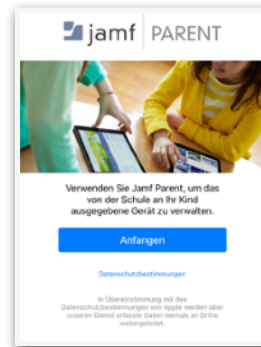 jamf PARENT
Verwenden Sie Jamf Parent, um das
von der Schule an Ihr Kind
ausgegebene Gerät zu verwalten.
Anfangen
Datenschutzbestimmungen
In Übereinstimmung mit den
Datenschutzbestimmungen von Apple werden über
unseren Dienst erfasste Daten niemals an Dritte
weitergeleitet.